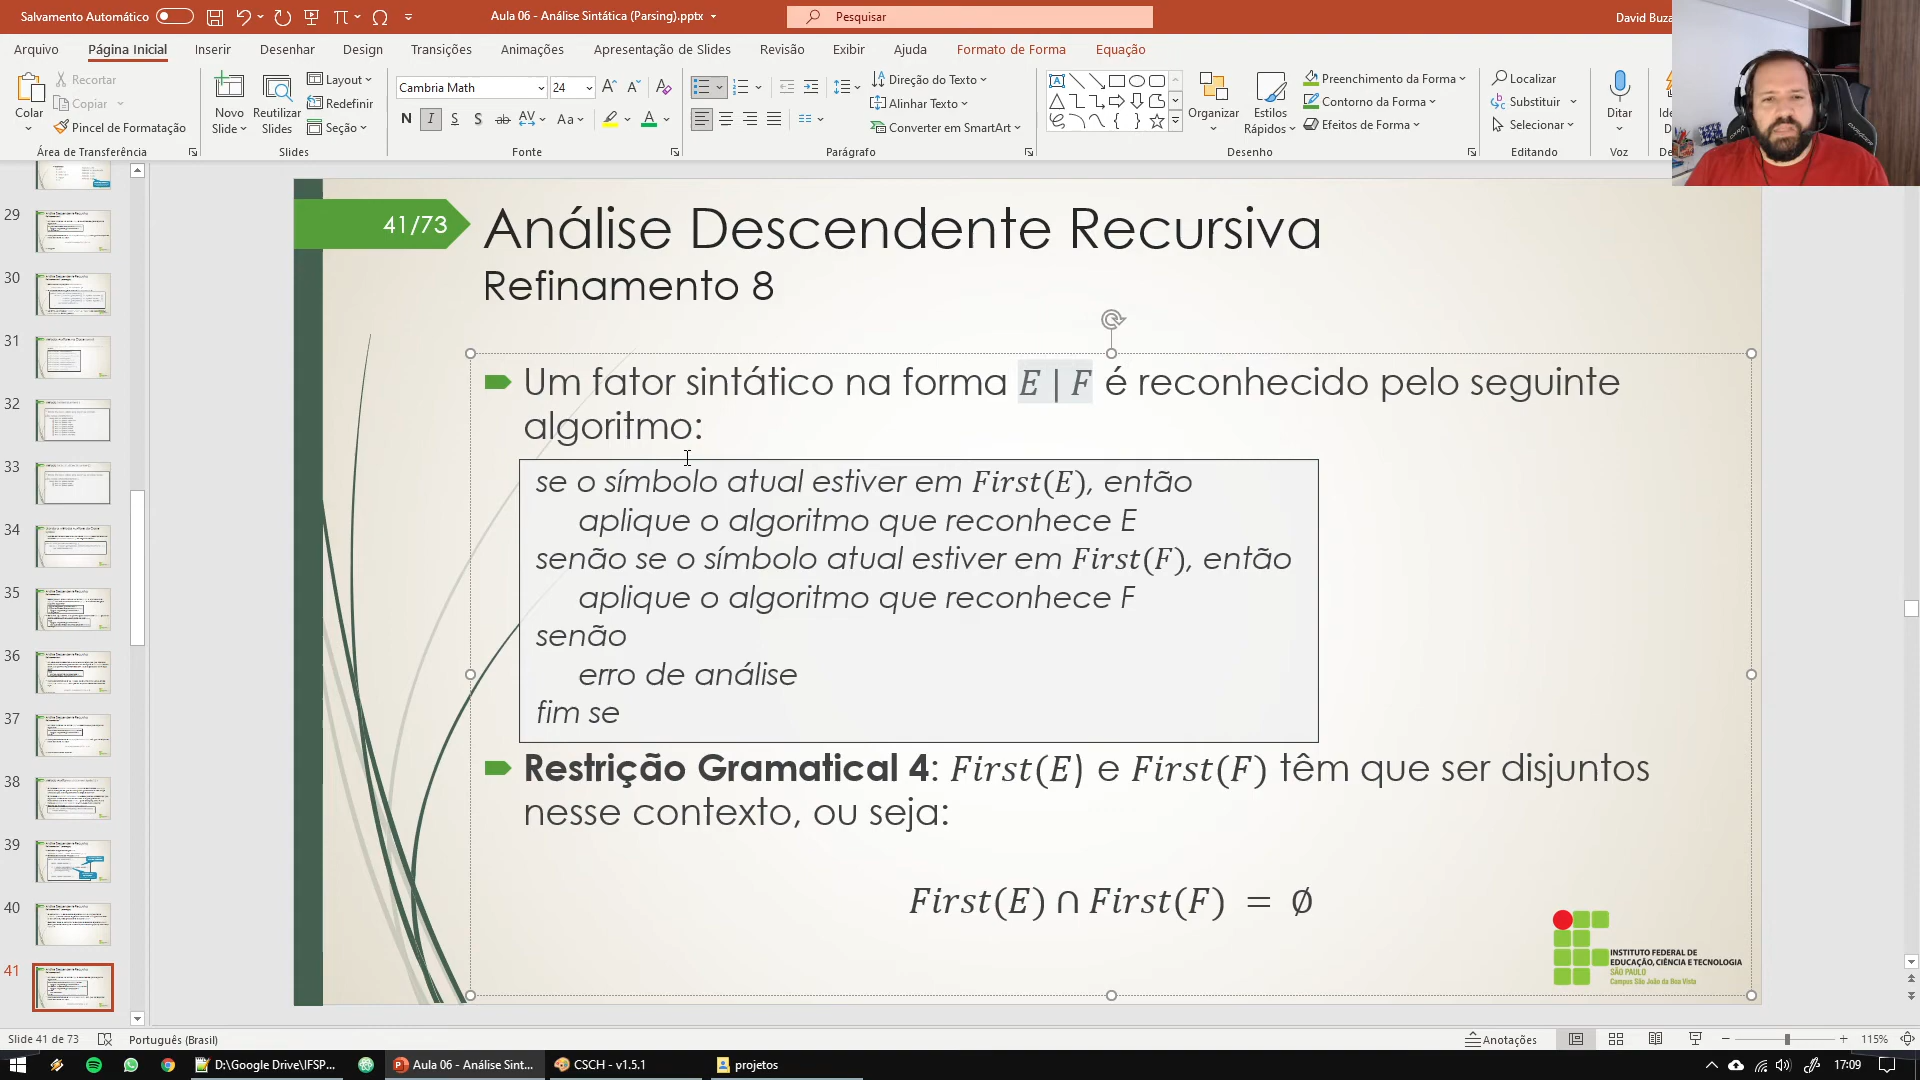 Salvamento Automático
Aula 06 - Análise Sintática (Parsing).pptx
Pesquisar
David Buza
Arquivo
Página Inicial
Inserir
Desenhar
Design
Transições
Animações
Apresentação de Slides
Revisão
Exibir
Ajuda
Formato de Forma
Equação
Colar
Recortar
Copiar
Pincel de Formatação
Área de Transferência
Novo
Slide
Reutilizar
Slides
Layout
Redefinir
Seção
Slides
Cambria Math
24
Fonte
Direção do Texto
Alinhar Texto
Converter em SmartArt
Parágrafo
Organizar
Estilos
Rápidos
Preenchimento da Forma
Contorno da Forma
Efeitos de Forma
Desenho
Localizar
Substituir
Selecionar
Editando
Ditar
Voz
29
30
31
32
33
34
35
36
37
38
39
40
41
41/73
Análise Descendente Recursiva
Refinamento 8
Um fator sintático na forma E | F é reconhecido pelo seguinte
algoritmo:
se o símbolo atual estiver em First(E), então
aplique o algoritmo que reconhece E
senão se o símbolo atual estiver em First(F), então
aplique o algoritmo que reconhece F
senão
erro de análise
fim se
Restrição Gramatical 4: First(E) e First(F) têm que ser disjuntos
nesse contexto, ou seja:
First(E) ∩ First(F) = ∅
INSTITUTO FEDERAL DE
EDUCAÇÃO, CIÊNCIA E TECNOLOGIA
SÃO PAULO
Campus São João da Boa Vista
Slide 41 de 73
Português (Brasil)
Anotações
115%
D:\Google Drive\IFSP...
Aula 06 - Análise Sint...
CSCH - v1.5.1
projetos
17:09